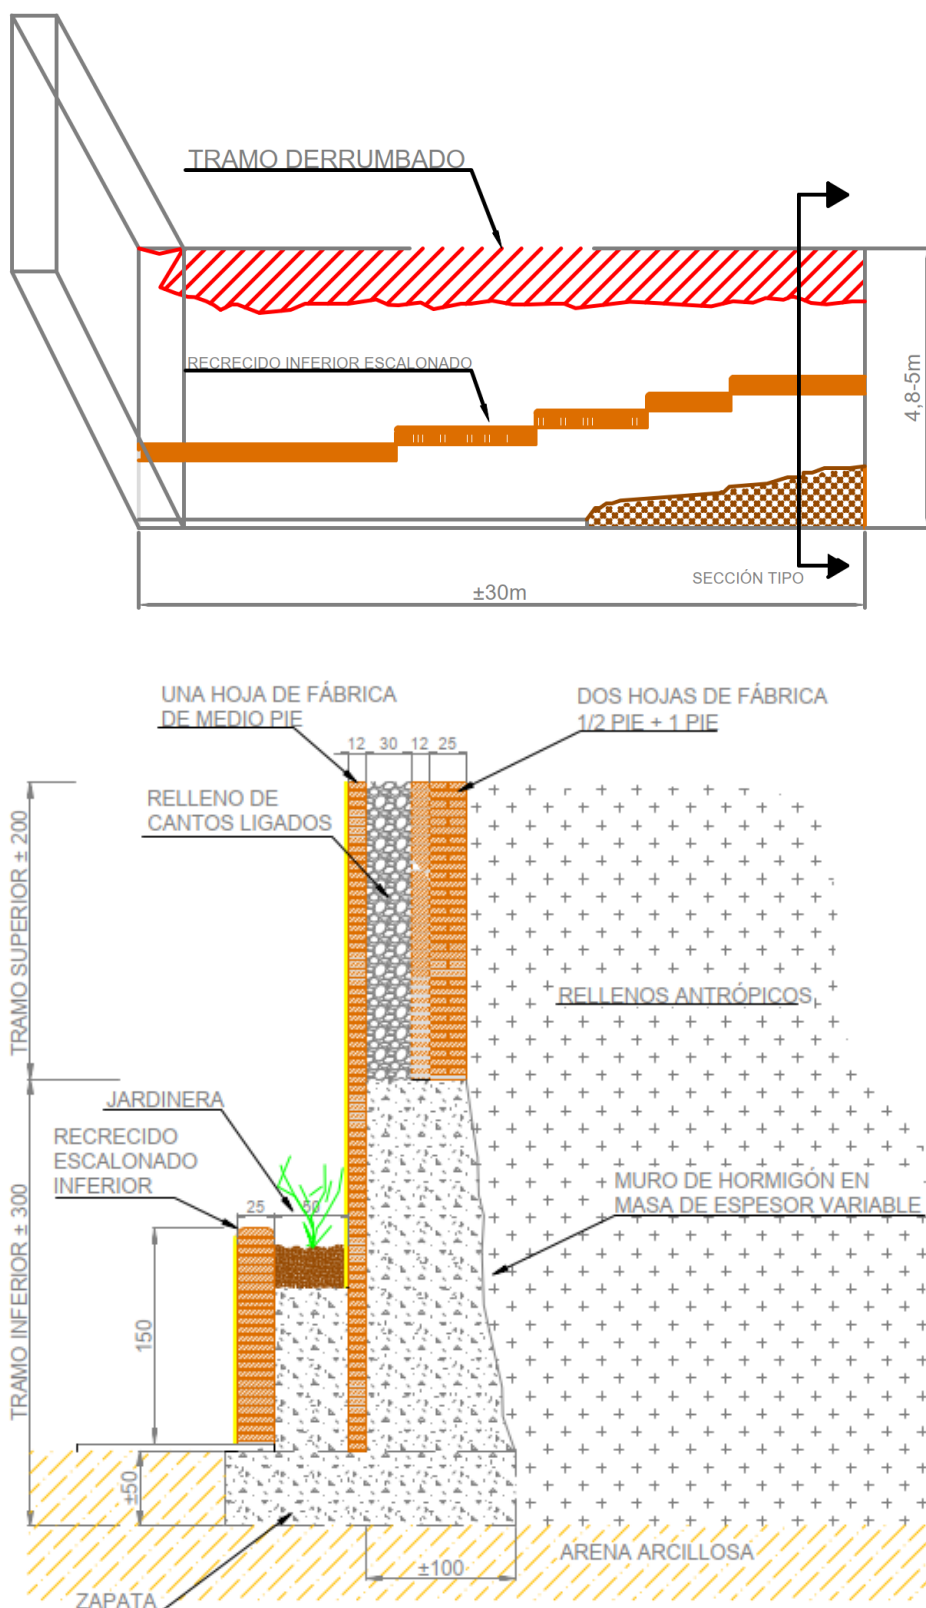 TRAMO DERRUMBADO
RECRECIDO INFERIOR ESCALONADO
4,8-5m
SECCIÓN TIPO
±30m
UNA HOJA DE FÁBRICA
DE MEDIO PIE
DOS HOJAS DE FÁBRICA
1/2 PIE + 1 PIE
12
30
12
25
RELLENO DE
CANTOS LIGADOS
TRAMO SUPERIOR ± 200
RELLENOS ANTRÓPICOS
JARDINERA
RECRECIDO
ESCALONADO
INFERIOR
25
50
MURO DE HORMIGÓN EN
MASA DE ESPESOR VARIABLE
TRAMO INFERIOR ± 300
150
±50
ARENA ARCILLOSA
±100
ZAPATA